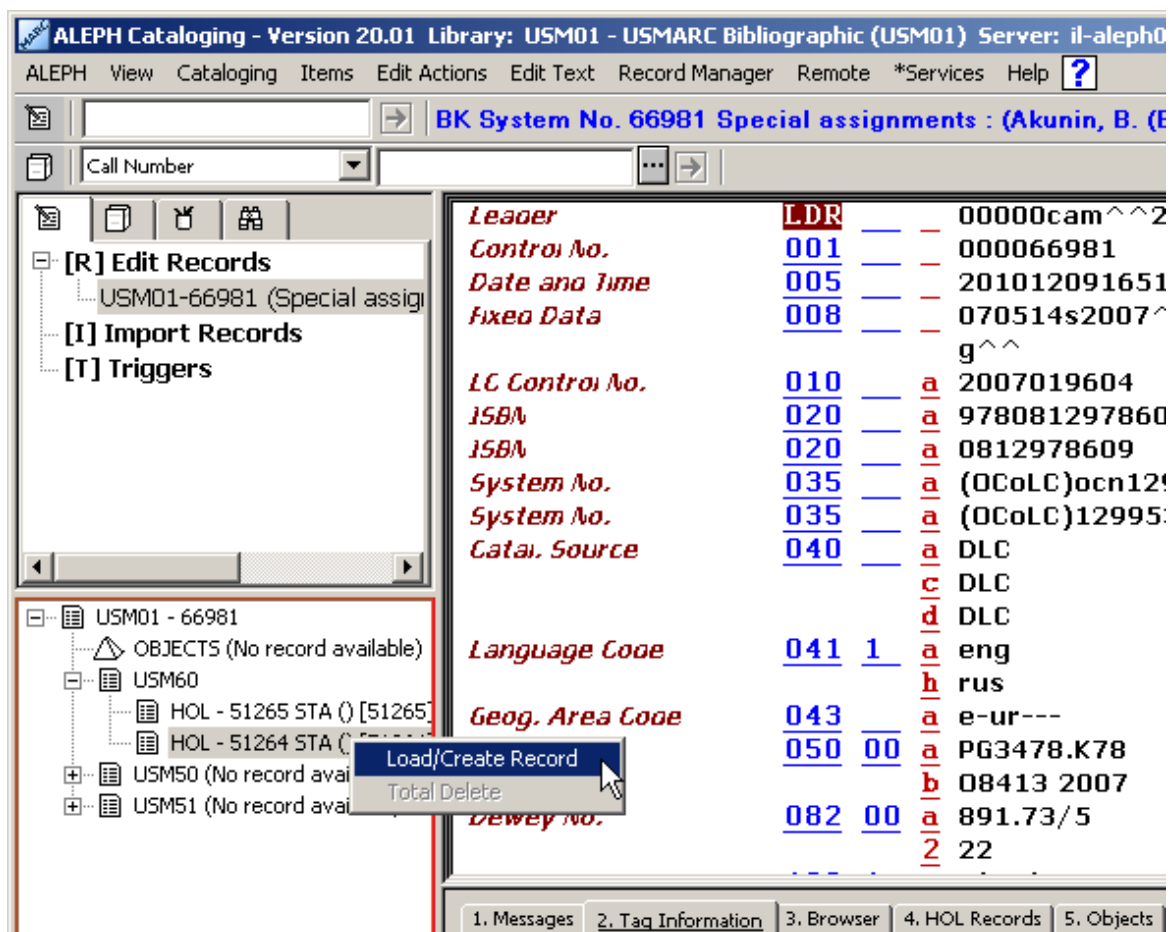 ALEPH Cataloging - Version 20.01 Library: USM01 - USMARC Bibliographic (USM01) Server: il-aleph0
ALEPH View Cataloging Items Edit Actions Edit Text Record Manager Remote *Services Help ?
BK System No. 66981 Special assignments : (Akunin, B. (B
Call Number ...
[R] Edit Records
USM01-66981 (Special assig
[I] Import Records
[T] Triggers
USM01 - 66981
OBJECTS (No record available)
USM60
HOL - 51265 STA () [51265]
HOL - 51264 STA (
USM50 (No record avai
USM51 (No record avai
Load/Create Record
Total Delete
Leader LDR 00000cam^^2
Control No. 001 000066981
Date and Time 005 201012091651
Fixed Data 008 070514s2007^
g^^
LC Control No. 010 a 2007019604
ISBN 020 a 978081297860
ISBN 020 a 0812978609
System No. 035 a (OCoLC)ocn129
System No. 035 a (OCoLC)12995
Catal. Source 040 a DLC
c DLC
d DLC
Language Code 041 1 a eng
h rus
Geog. Area Code 043 a e-ur---
050 00 a PG3478.K78
b O8413 2007
Dewey No. 082 00 a 891.73/5
2 22
1. Messages 2. Tag Information 3. Browser 4. HOL Records 5. Objects